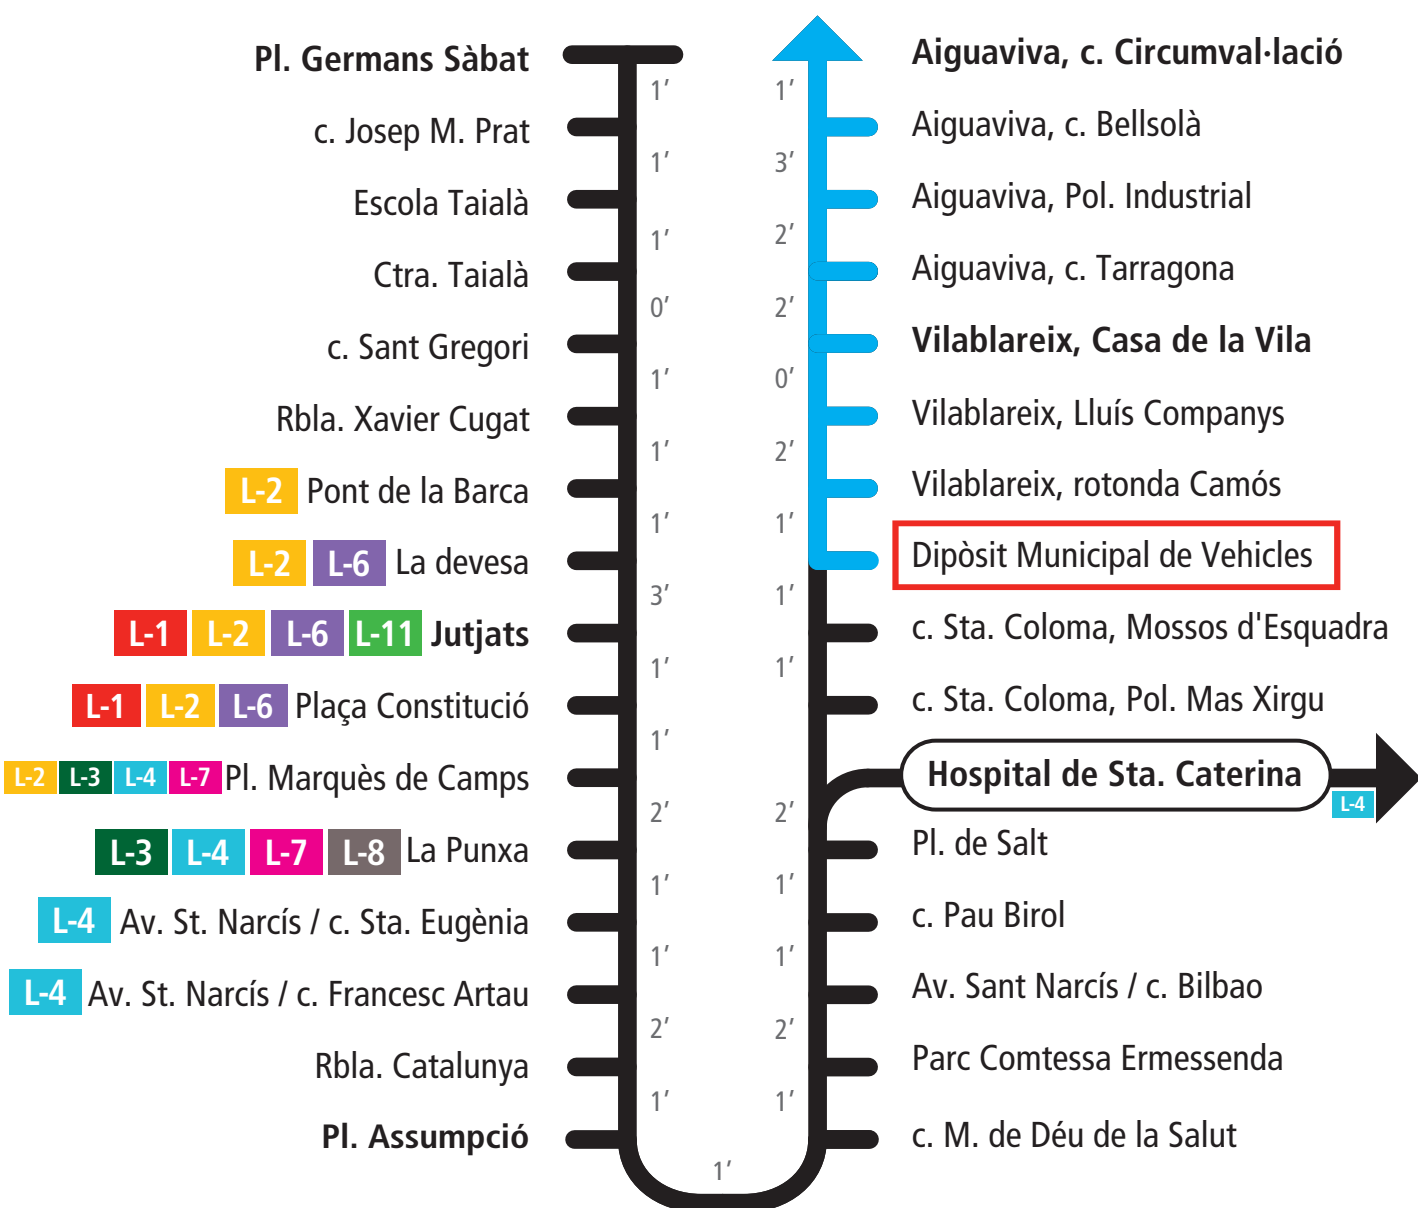 Pl. Germans Sàbat
1’
c. Josep M. Prat
1’
Escola Taialà
1’
Ctra. Taialà
0’
c. Sant Gregori
1’
Rbla. Xavier Cugat
1’
L-2 Pont de la Barca
1’
L-2 L-6 La devesa
3’
L-1 L-2 L-6 L-11 Jutjats
1’
L-1 L-2 L-6 Plaça Constitució
1’
L-2 L-3 L-4 L-7 Pl. Marquès de Camps
2’
L-3 L-4 L-7 L-8 La Punxa
1’
L-4 Av. St. Narcís / c. Sta. Eugènia
1’
L-4 Av. St. Narcís / c. Francesc Artau
2’
Rbla. Catalunya
1’
Pl. Assumpció
1’
Aiguaviva, c. Circumval·lació
1’
Aiguaviva, c. Bellsolà
3’
Aiguaviva, Pol. Industrial
2’
Aiguaviva, c. Tarragona
2’
Vilablareix, Casa de la Vila
0’
Vilablareix, Lluís Companys
2’
Vilablareix, rotonda Camós
1’
Dipòsit Municipal de Vehicles
1’
c. Sta. Coloma, Mossos d'Esquadra
1’
c. Sta. Coloma, Pol. Mas Xirgu
Hospital de Sta. Caterina
L-4
2’
Pl. de Salt
1’
c. Pau Birol
1’
Av. Sant Narcís / c. Bilbao
2’
Parc Comtessa Ermessenda
1’
c. M. de Déu de la Salut